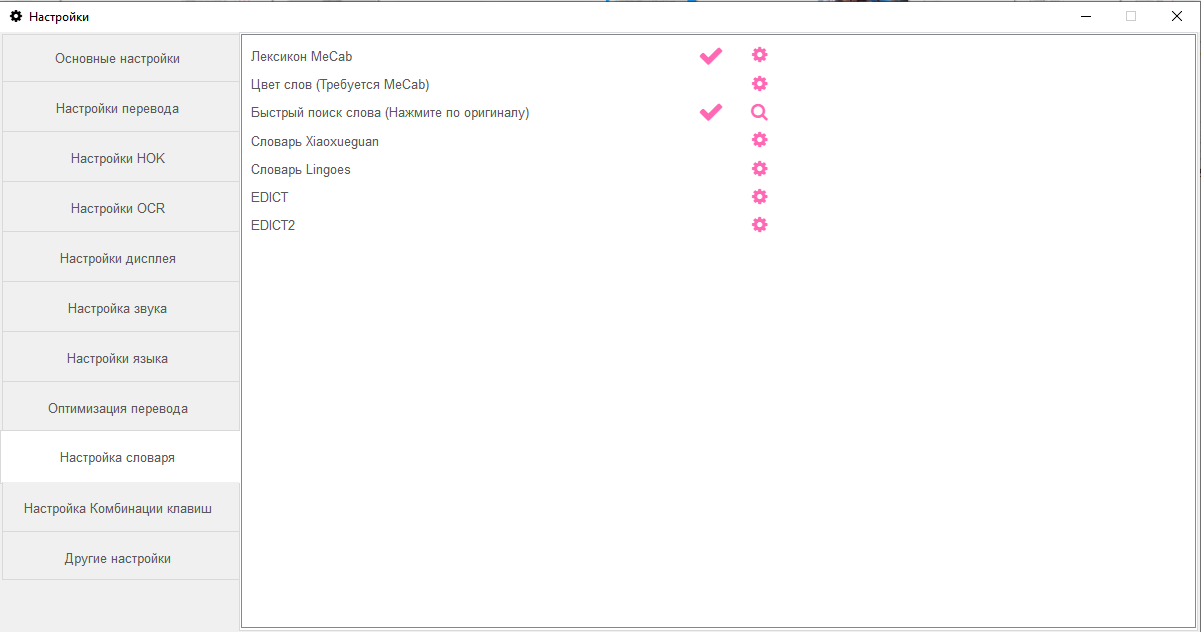 Настройки
Основные настройки
Настройки перевода
Настройки HOK
Настройки OCR
Настройки дисплея
Настройка звука
Настройки языка
Оптимизация перевода
Настройка словаря
Настройка Комбинации клавиш
Другие настройки
Лексикон MeCab
Цвет слов (Требуется MeCab)
Быстрый поиск слова (Нажмите по оригиналу)
Словарь Xiaoxueguan
Словарь Lingoes
EDICT
EDICT2